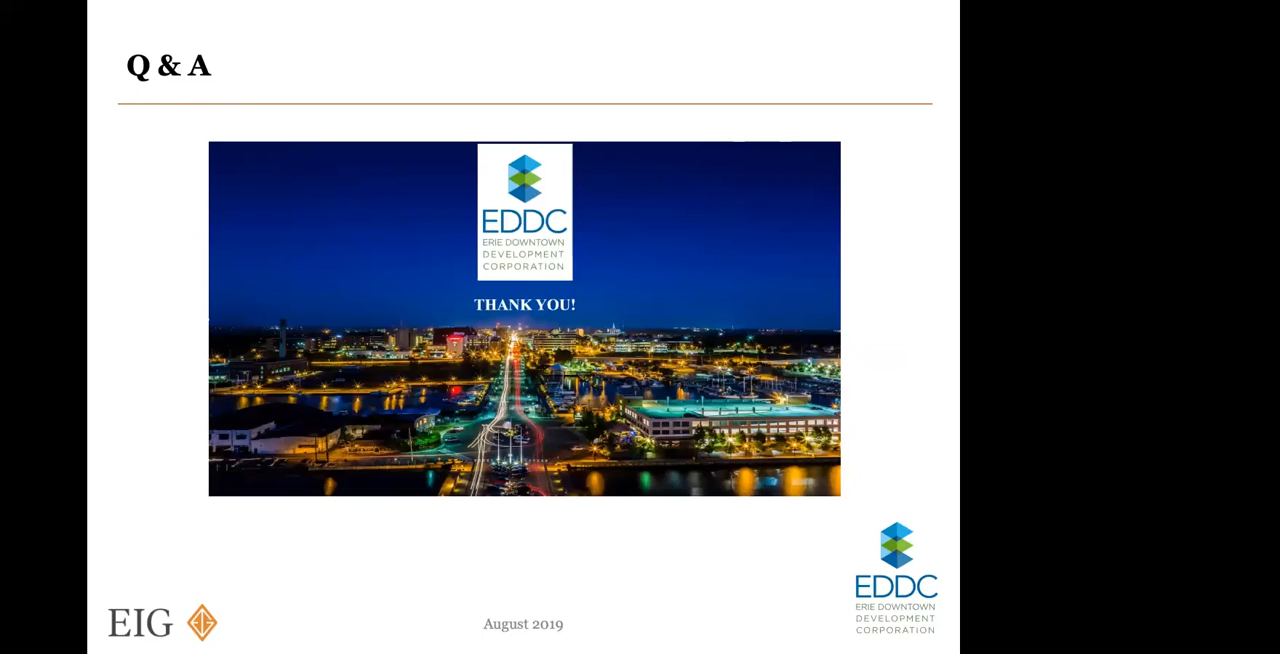 Q & A
EDDC
ERIE DOWNTOWN
DEVELOPMENT
CORPORATION
THANK YOU!
EIG
August 2019
EDDC
ERIE DOWNTOWN
DEVELOPMENT
CORPORATION